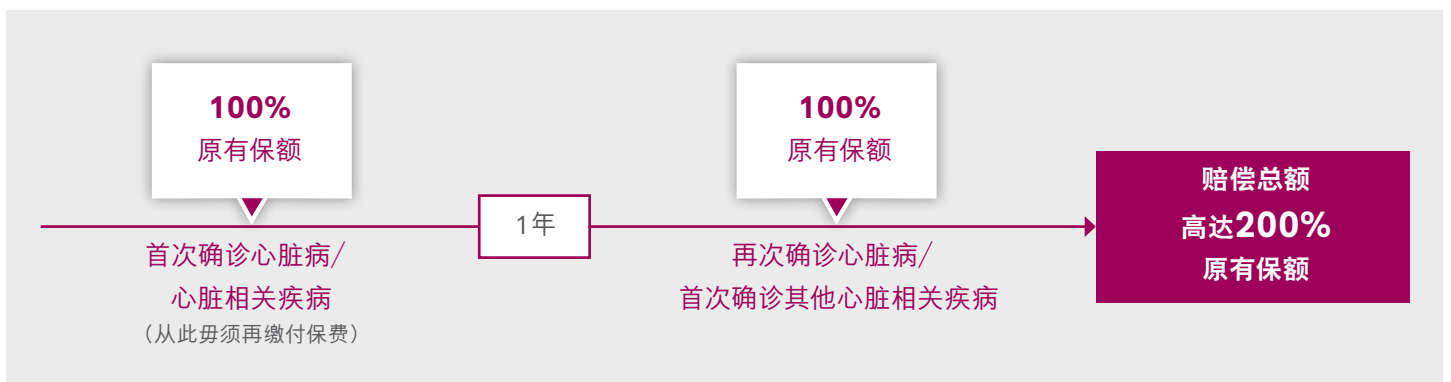 100%
原有保额
首次确诊心脏病/
心脏相关疾病
（从此毋须再缴付保费）
1年
100%
原有保额
再次确诊心脏病/
首次确诊其他心脏相关疾病
赔偿总额
高达200%
原有保额